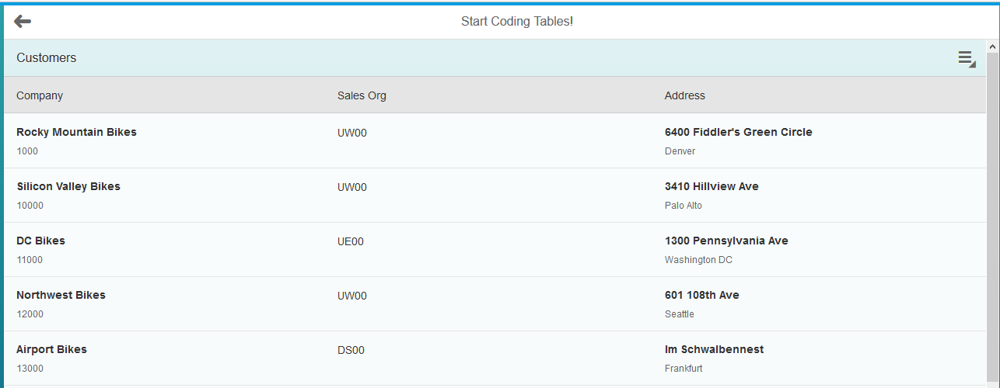 Start Coding Tables!
Customers
Company Sales Org Address
Rocky Mountain Bikes UW00 6400 Fiddler's Green Circle
1000 Denver
Silicon Valley Bikes UW00 3410 Hillview Ave
10000 Palo Alto
DC Bikes UE00 1300 Pennsylvania Ave
11000 Washington DC
Northwest Bikes UW00 601 108th Ave
12000 Seattle
Airport Bikes DS00 Im Schwalbennest
13000 Frankfurt